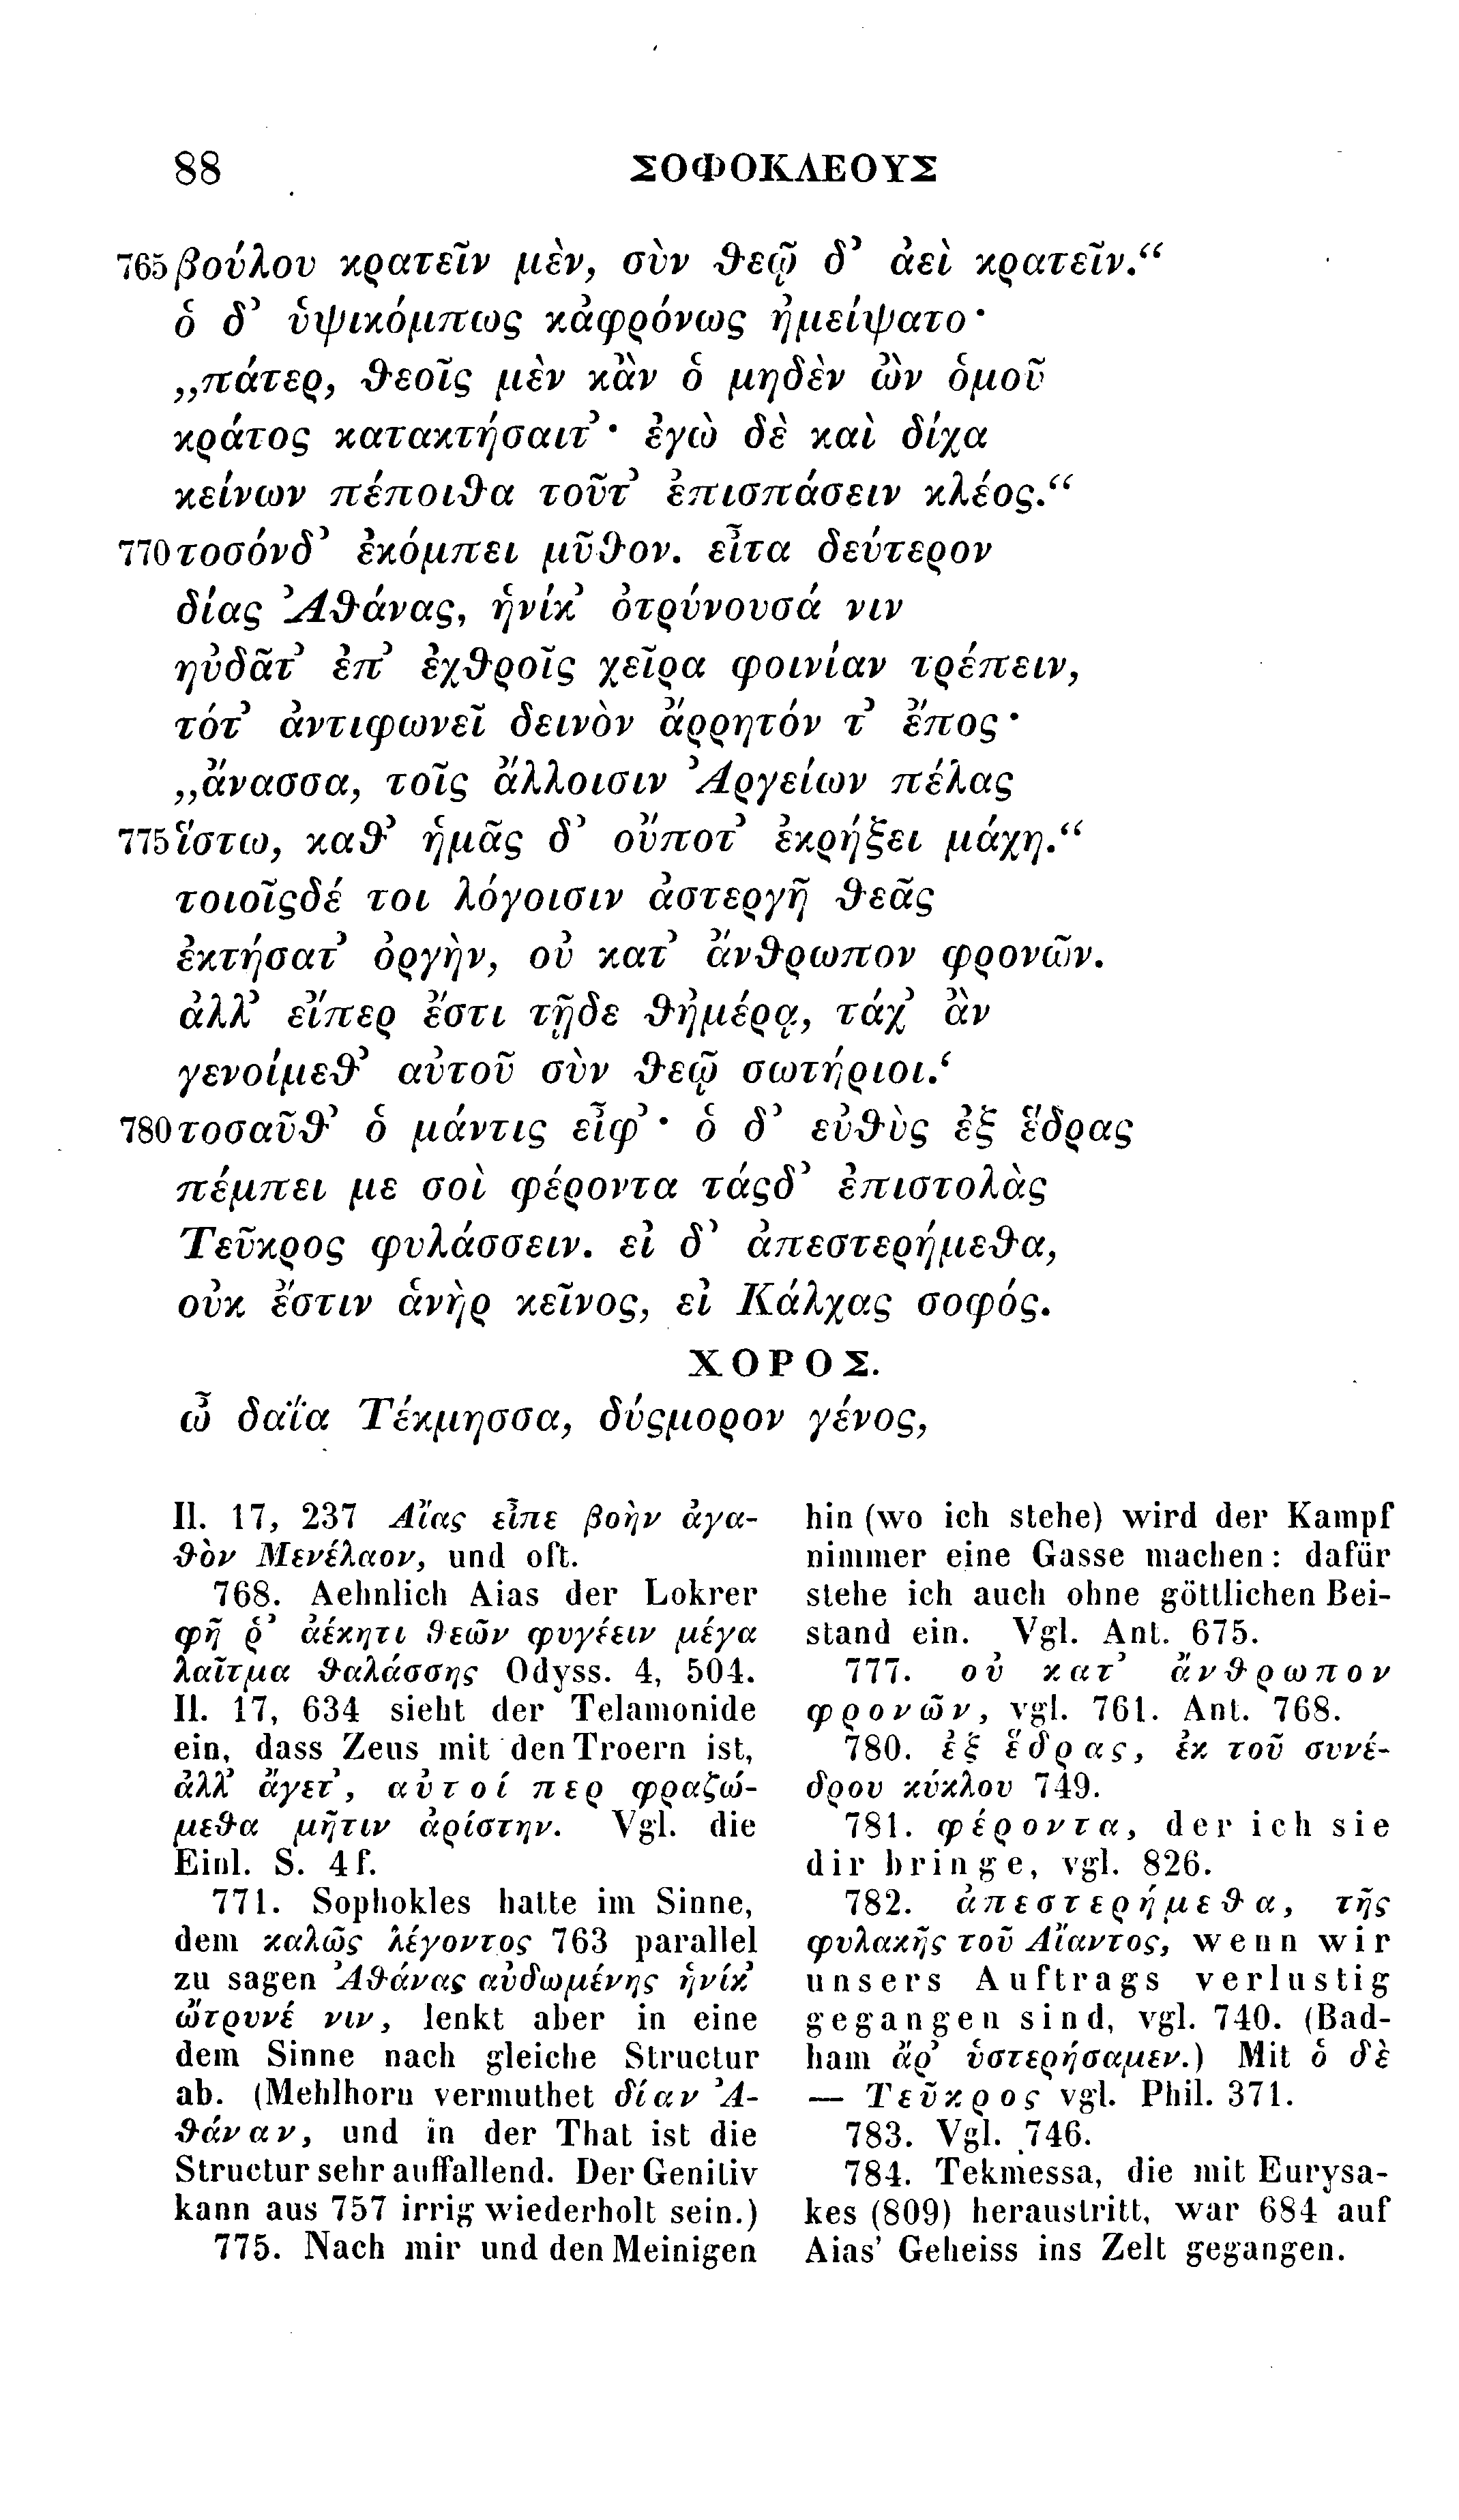 88 ΣΟΦΟΚΛΕΟΥΣ
765 βούλου κρατεῖν μὲν, σὺν ϑεῷ δ’ ἀεὶ κρατεῖν.“
ὁ δ’ ὑψικόμπως κἀφρόνως ἠμείψατο·
„πάτερ, ϑεοῖς μὲν κἂν ὁ μηδὲν ὢν ὁμοῦ
κράτος κατακτήσαιτ’· ἐγὼ δὲ καὶ δίχα
κείνων πέποιϑα τοῦτ’ ἐπισπάσειν κλέος.“
770 τοσόνδ’ ἐκόμπει μῦϑον. εἶτα δεύτερον
δίας Ἀϑάνας, ἡνίκ’ ὀτρύνουσά νιν
ηὐδᾶτ’ ἐπ’ ἐχϑροῖς χεῖρα φοινίαν τρέπειν,
τότ’ ἀντιφωνεῖ δεινὸν ἄρρητόν τ’ ἔπος·
„ἄνασσα, τοῖς ἄλλοισιν Ἀργείων πέλας
775 ἵστω, καϑ’ ἡμᾶς δ’ οὔποτ’ ἐκρήξει μάχη.“
τοιοῖςδέ τοι λόγοισιν ἀστεργῆ ϑεᾶς
ἐκτήσατ’ ὀργὴν, οὐ κατ’ ἄνϑρωπον φρονῶν.
ἀλλ’ εἴπερ ἔστι τῇδε ϑἠμέρᾳ, τάχ’ ἂν
γενοίμεϑ’ αὐτοῦ σὺν ϑεῷ σωτήριοι.‘
780 τοσαῦϑ’ ὁ μάντις εἶφ’· ὁ δ’ εὐϑὺς ἐξ ἕδρας
πέμπει με σοὶ φέροντα τάςδ’ ἐπιστολὰς
Τεῦκρος φυλάσσειν. εἰ δ’ ἀπεστερήμεϑα,
οὐκ ἔστιν ἁνὴρ κεῖνος, εἰ Κάλχας σοφός.
ΧΟΡΟΣ.
ὦ δαΐα Τέκμησσα, δύςμορον γένος,
Il. 17, 237 Αἴας εἶπε βοὴν ἀγα-
ϑὸν Μενέλαον, und oft.
768. Aehnlich Aias der Lokrer
φῆ ῥ’ ἀέκητι ϑεῶν φυγέειν μέγα
λαῖτμα ϑαλάσσης Odyss. 4, 504.
Il. 17, 634 sieht der Telamonide
ein, dass Zeus mit den Troern ist,
ἀλλ’ ἄγετ’, αὐτοί περ φραζώ-
μεϑα μῆτιν ἀρίστην. Vgl. die
Einl. S. 4 f.
771. Sophokles hatte im Sinne,
dem καλῶς λέγοντος 763 parallel
zu sagen Ἀϑάνας αὐδωμένης ἡνίκ’
ὤτρυνέ νιν, lenkt aber in eine
dem Sinne nach gleiche Structur
ab. (Mehlhorn vermuthet δίαν Ἀ-
ϑάναν, und in der That ist die
Structur sehr auffallend. Der Genitiv
kann aus 757 irrig wiederholt sein.)
775. Nach mir und den Meinigen
hin (wo ich stehe) wird der Kampf
nimmer eine Gasse machen: dafür
stehe ich auch ohne göttlichen Bei-
stand ein. Vgl. Ant. 675.
777. οὐ κατ’ ἄνϑρωπον
φρονῶν, vgl. 761. Ant. 768.
780. ἐξ ἕδρας, ἐκ τοῦ συνέ-
δρου κύκλου 749.
781. φέροντα, der ich sie
dir bringe, vgl. 826.
782. ἀπεστερήμεϑα, τῆς
φυλακῆς τοῦ Αἴαντος, wenn wir
unsers Auftrags verlustig
gegangen sind, vgl. 740. (Bad-
ham ἄρ’ ὑστερήσαμεν.) Mit ὁ δὲ
— Τεῦκρος vgl. Phil. 371.
783. Vgl. 746.
784. Tekmessa, die mit Eurysa-
kes (809) heraustritt, war 684 auf
Aias’ Geheiss ins Zelt gegangen.